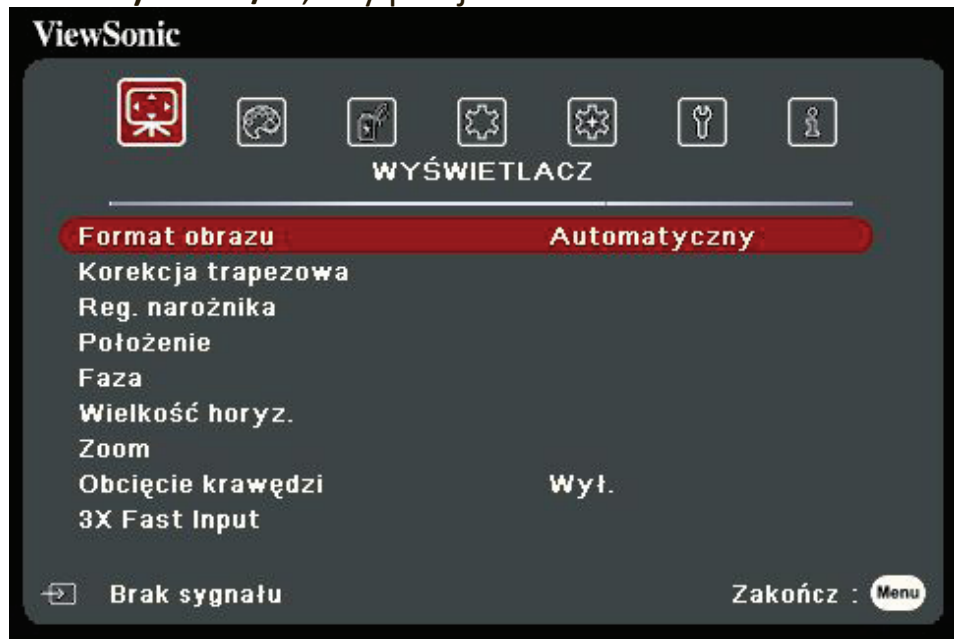 ViewSonic
WYŚWIETLACZ
Format obrazu Automatyczny
Korekcja trapezowa
Reg. narożnika
Położenie
Faza
Wielkość horyz.
Zoom
Obcięcie krawędzi Wył.
3X Fast Input
Brak sygnału Zakończ : Menu